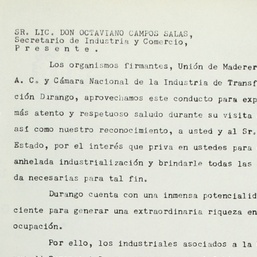 SR. LIC. DON OCTAVIANO CAMPOS SALAS,
Secretario de Industria y Comercio,
P r e s e n t e .
Los organismos firmantes, Unión de Maderer
A. C. y Cámara Nacional de la Industria de Transf
ción Durango, aprovechamos este conducto para exp
más atento y respetuoso saludo durante su visita
así como nuestro reconocimiento, a usted y al Sr.
Estado, por el interés que priva en ustedes para
anhelada industrialización y brindarle todas las
da necesarias para tal fin.
Durango cuenta con una inmensa potencialid
ciente para generar una extraordinaria riqueza en
ocupación.
Por ello, los industriales asociados a la